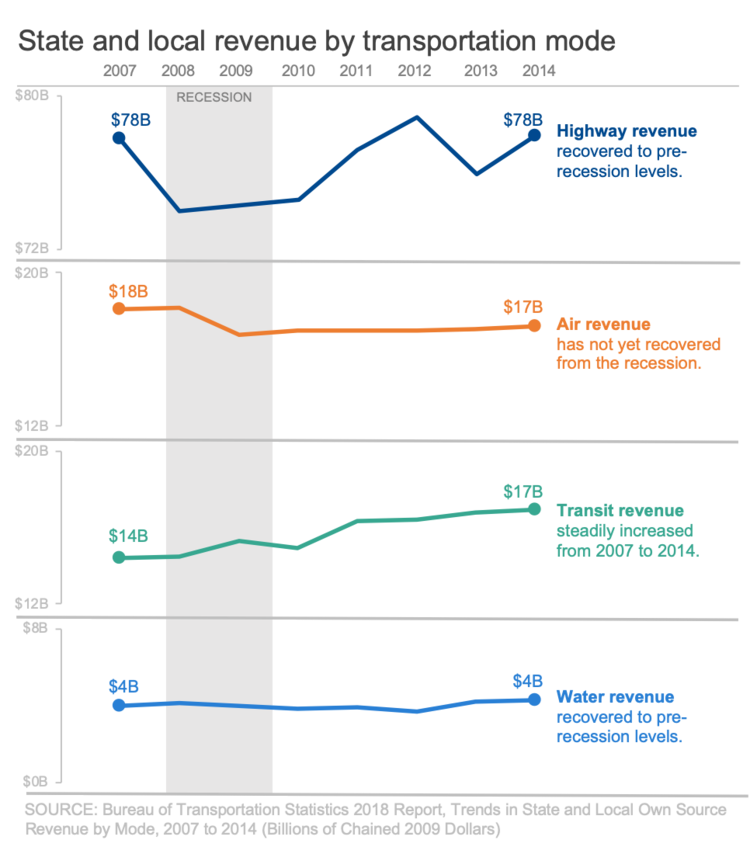 State and local revenue by transportation mode
2007 2008 2009 2010 2011 2012 2013 2014
$80B
RECESSION
$78B
$78B
Highway revenue
recovered to pre-
recession levels.
$72B
$20B
$18B
$17B
Air revenue
has not yet recovered
from the recession.
$12B
$20B
$17B
Transit revenue
steadily increased
from 2007 to 2014.
$14B
$12B
$8B
$4B
$4B
Water revenue
recovered to pre-
recession levels.
$0B
SOURCE: Bureau of Transportation Statistics 2018 Report, Trends in State and Local Own Source
Revenue by Mode, 2007 to 2014 (Billions of Chained 2009 Dollars)